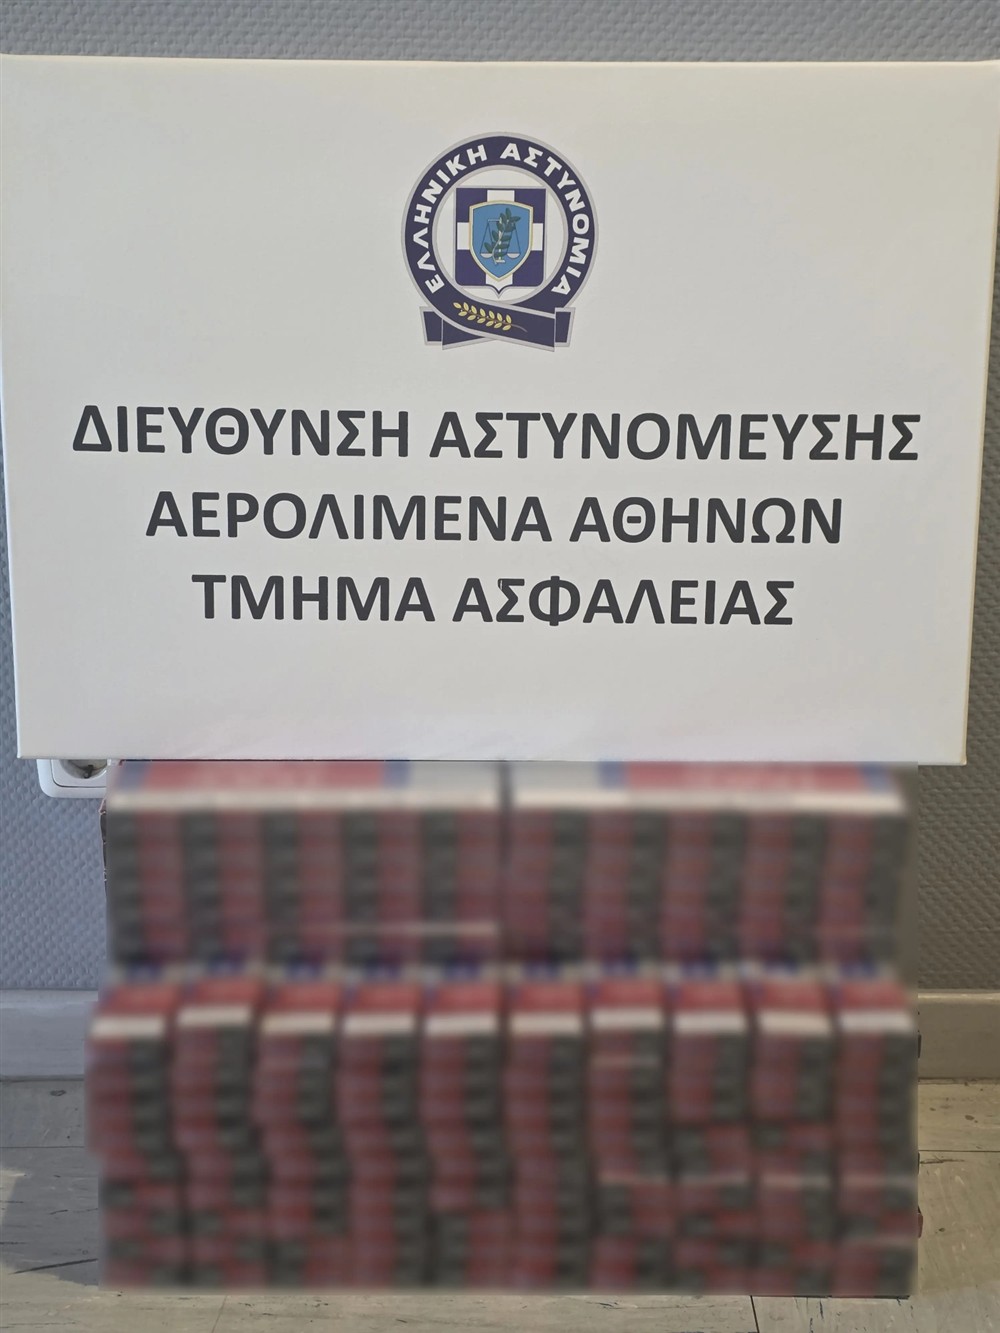 ΕΛΛΗΝΙΚΗ ΑΣΤΥΝΟΜΙΑ
ΔΙΕΥΘΥΝΣΗ ΑΣΤΥΝΟΜΕΥΣΗΣ
ΑΕΡΟΛΙΜΕΝΑ ΑΘΗΝΩΝ
ΤΜΗΜΑ ΑΣΦΑΛΕΙΑΣ